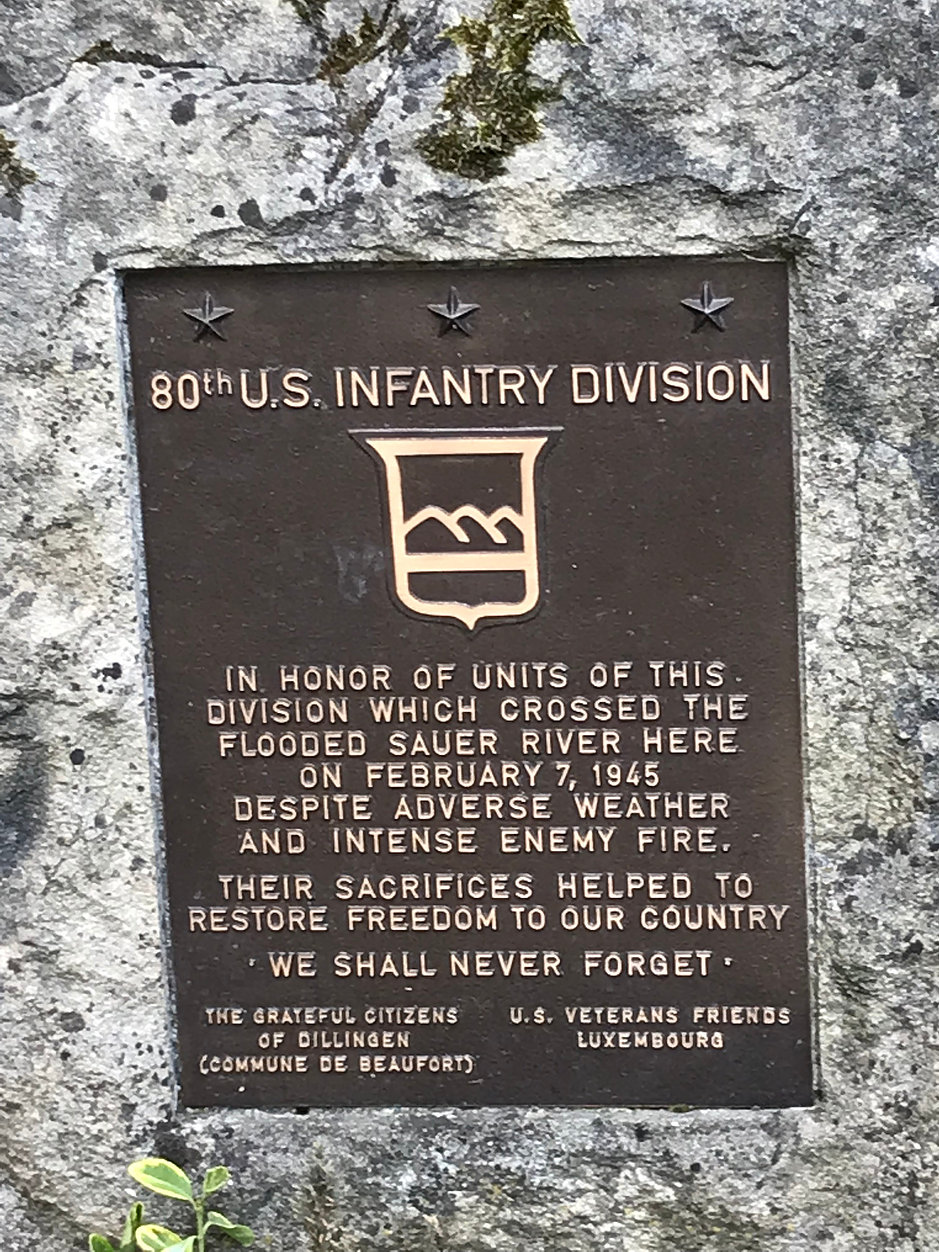 80th U.S. INFANTRY DIVISION
IN HONOR OF UNITS OF THIS
DIVISION WHICH CROSSED THE
FLOODED SAUER RIVER HERE
ON FEBRUARY 7, 1945
DESPITE ADVERSE WEATHER
AND INTENSE ENEMY FIRE.
THEIR SACRIFICES HELPED TO
RESTORE FREEDOM TO OUR COUNTRY
· WE SHALL NEVER FORGET ·
THE GRATEFUL CITIZENS
OF DILLINGEN
(COMMUNE DE BEAUFORT)
U.S. VETERANS FRIENDS
LUXEMBOURG